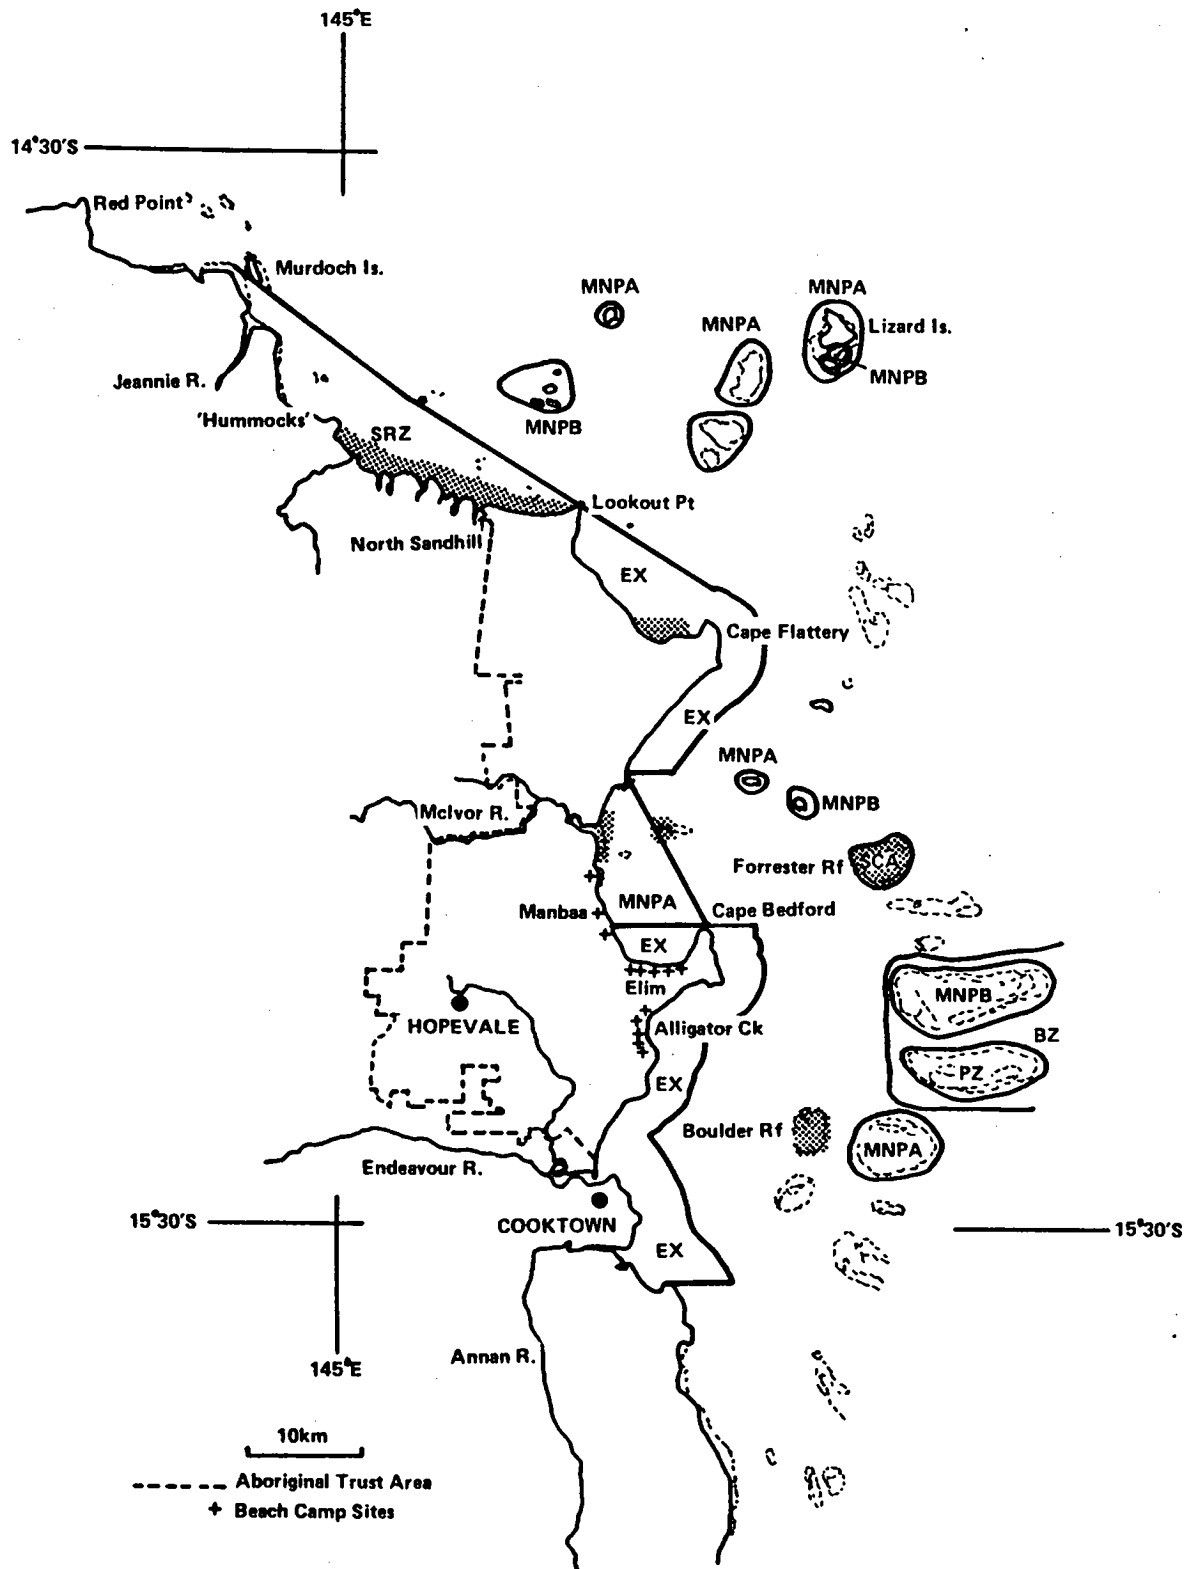 145°E
14°30'S
Red Point
Murdoch Is.
MNPA
MNPA
MNPA
Lizard Is.
MNPB
Jeannie R.
'Hummocks'
SRZ
MNPB
Lookout Pt
North Sandhill
EX
Cape Flattery
EX
MNPA
MNPB
McIvor R.
Forrester Rf
SCA
Manbaa
MNPA
Cape Bedford
EX
Elim
MNPB
HOPEVALE
Alligator Ck
BZ
PZ
EX
Boulder Rf
MNPA
Endeavour R.
15°30'S
COOKTOWN
15°30'S
EX
Annan R.
145°E
10km
Aboriginal Trust Area
+ Beach Camp Sites